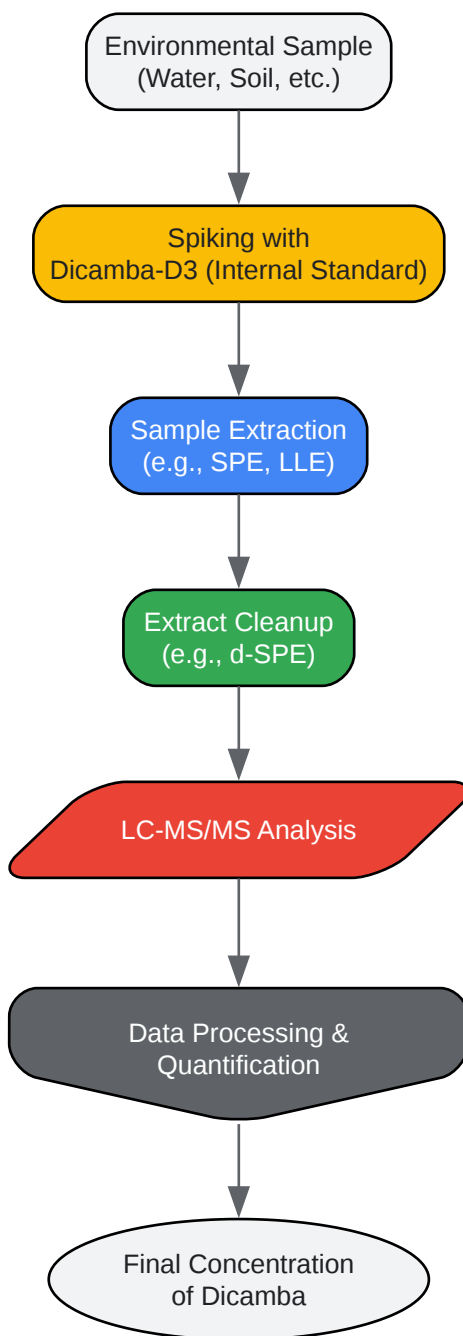 Environmental Sample
(Water, Soil, etc.)
Spiking with
Dicamba-D3 (Internal Standard)
Sample Extraction
(e.g., SPE, LLE)
Extract Cleanup
(e.g., d-SPE)
LC-MS/MS Analysis
Data Processing &
Quantification
Final Concentration
of Dicamba